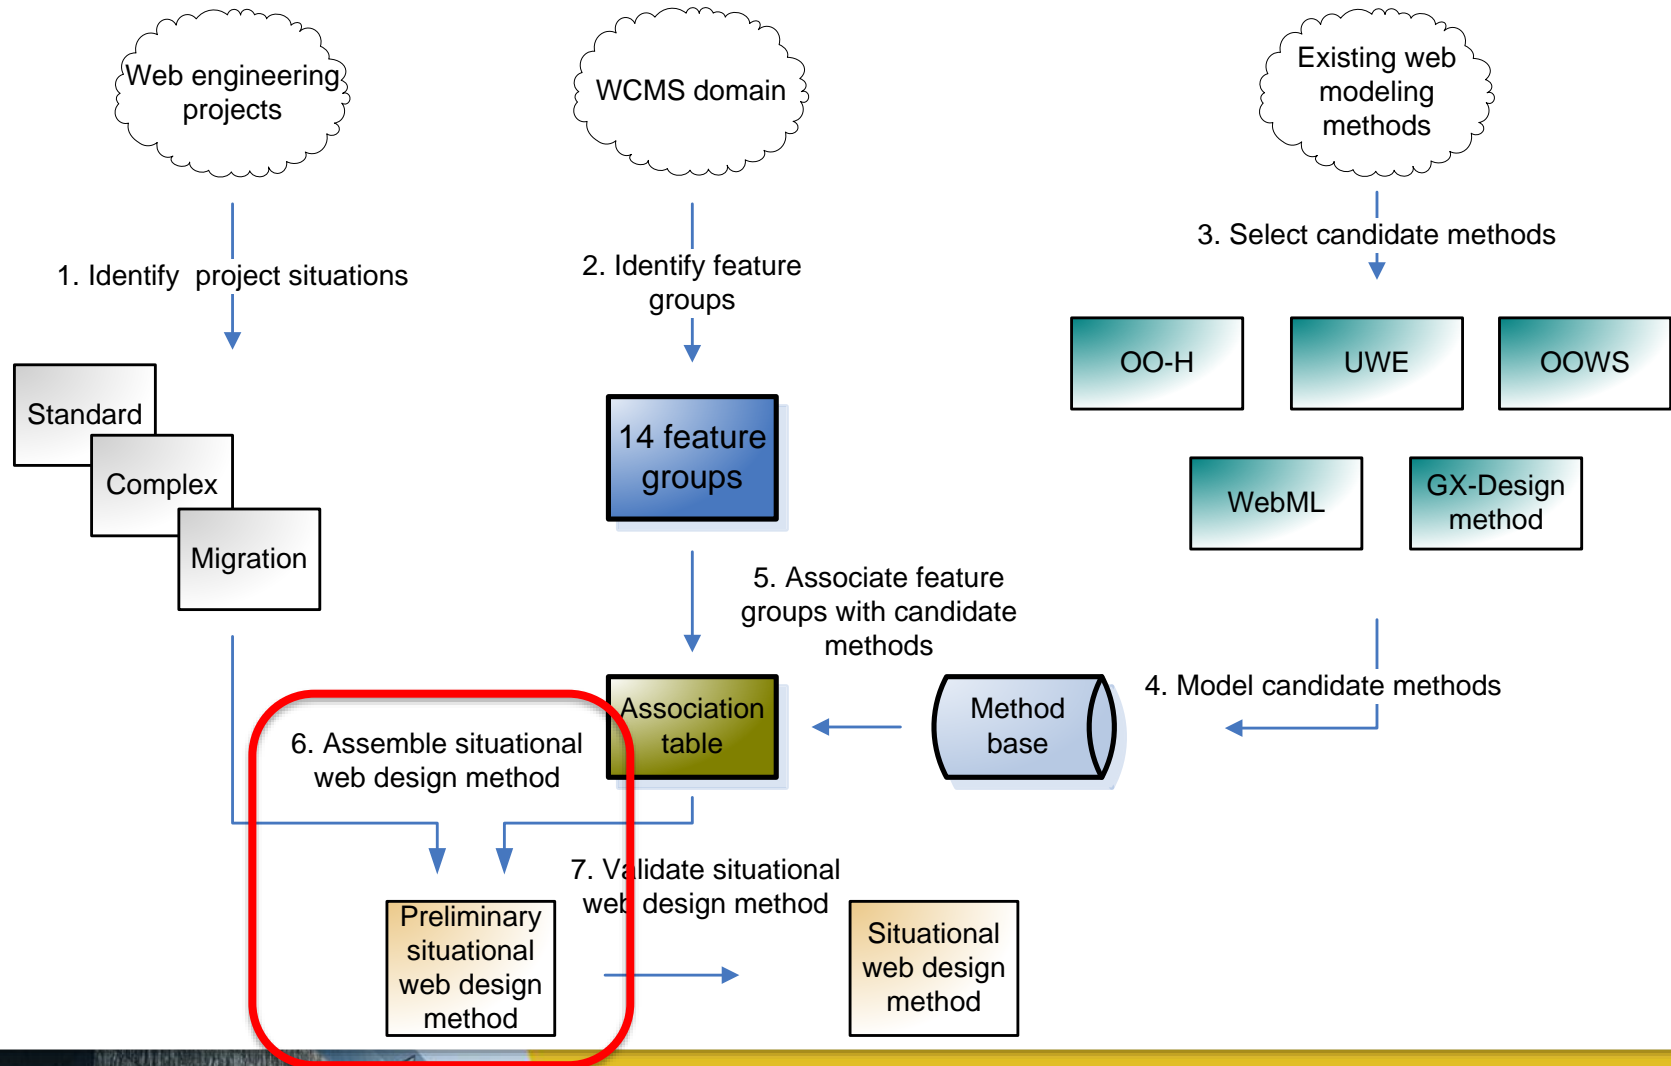 Web engineering
projects
WCMS domain
Existing web
modeling
methods
1. Identify  project situations
2. Identify feature
groups
3. Select candidate methods
Standard
Complex
Migration
14 feature
groups
OO-H
UWE
OOWS
WebML
GX-Design
method
5. Associate feature
groups with candidate
methods
4. Model candidate methods
Association
table
Method
base
6. Assemble situational
web design method
7. Validate situational
web design method
Preliminary
situational
web design
method
Situational
web design
method